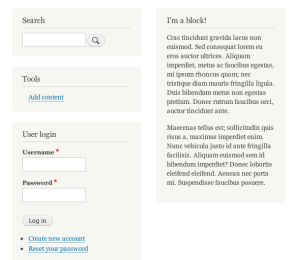 Search
Tools
Add content
User login
Username *
Password *
Log in
Create new account
Reset your password
I'm a block!
Cras tincidunt gravida lacus non
euismod. Sed consequat lorem eu
eros auctor ultrices. Aliquam
imperdiet, metus ac faucibus egestas,
mi ipsum rhoncus quam; nec
tristique diam mauris fringilla ligula.
Duis bibendum metus non egestas
pretium. Donec rutrum faucibus orci,
auctor tincidunt ante.
Maecenas tellus est; sollicitudin quis
risus a, maximus imperdiet enim.
Nunc vehicula justo id ante fringilla
facilisis. Aliquam euismod sem id
bibendum imperdiet? Donec lobortis
eleifend eleifend. Aenean nec porta
mi. Suspendisse faucibus posuere.